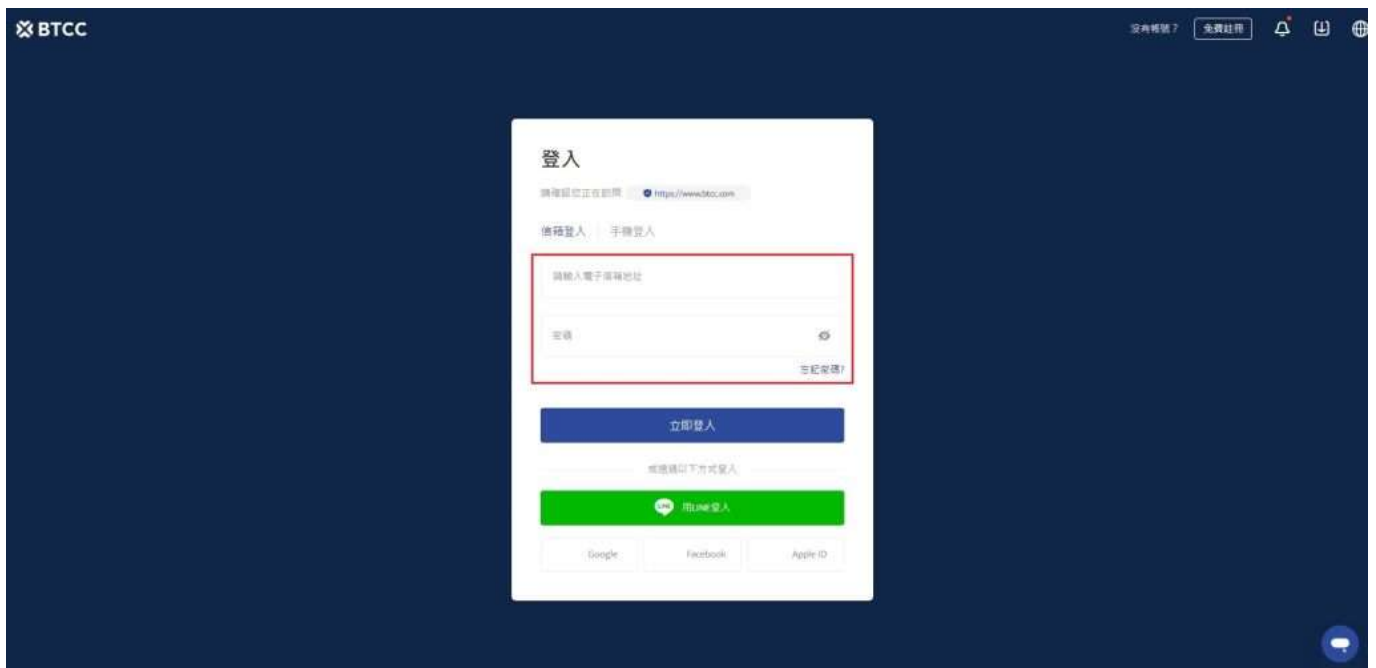 BTCC
沒有帳號？ 免費註冊
登入
請確認您正在訪問 https://www.btcc.com
信箱登入 手機登入
請輸入電子信箱地址
密碼
忘記密碼?
立即登入
或透過以下方式登入
LINE 用LINE登入
Google Facebook Apple ID